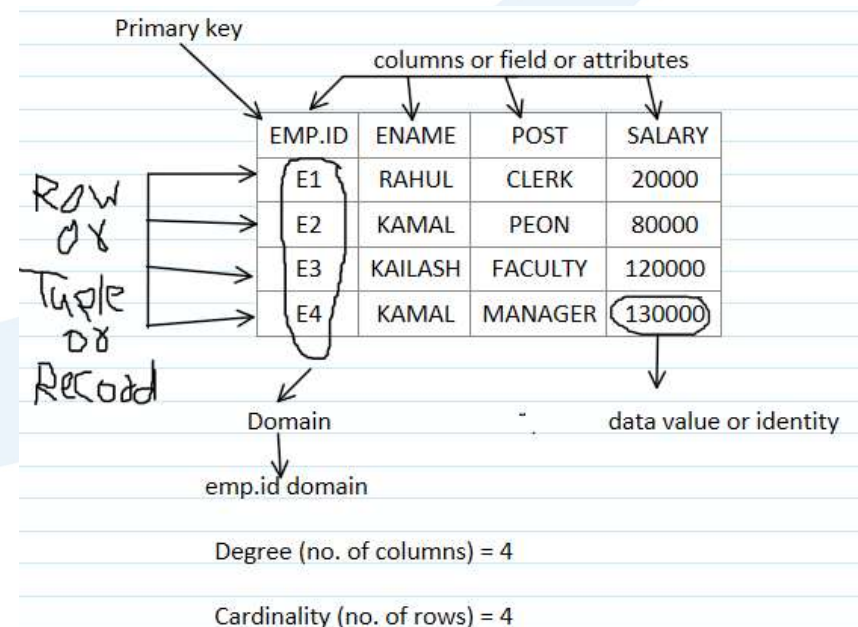 Primary key
columns or field or attributes
EMP.ID ENAME POST SALARY
E1 RAHUL CLERK 20000
E2 KAMAL PEON 80000
E3 KAILASH FACULTY 120000
E4 KAMAL MANAGER 130000
Row
or
Tuple
or
Record
Domain
data value or identity
emp.id domain
Degree (no. of columns) = 4
Cardinality (no. of rows) = 4